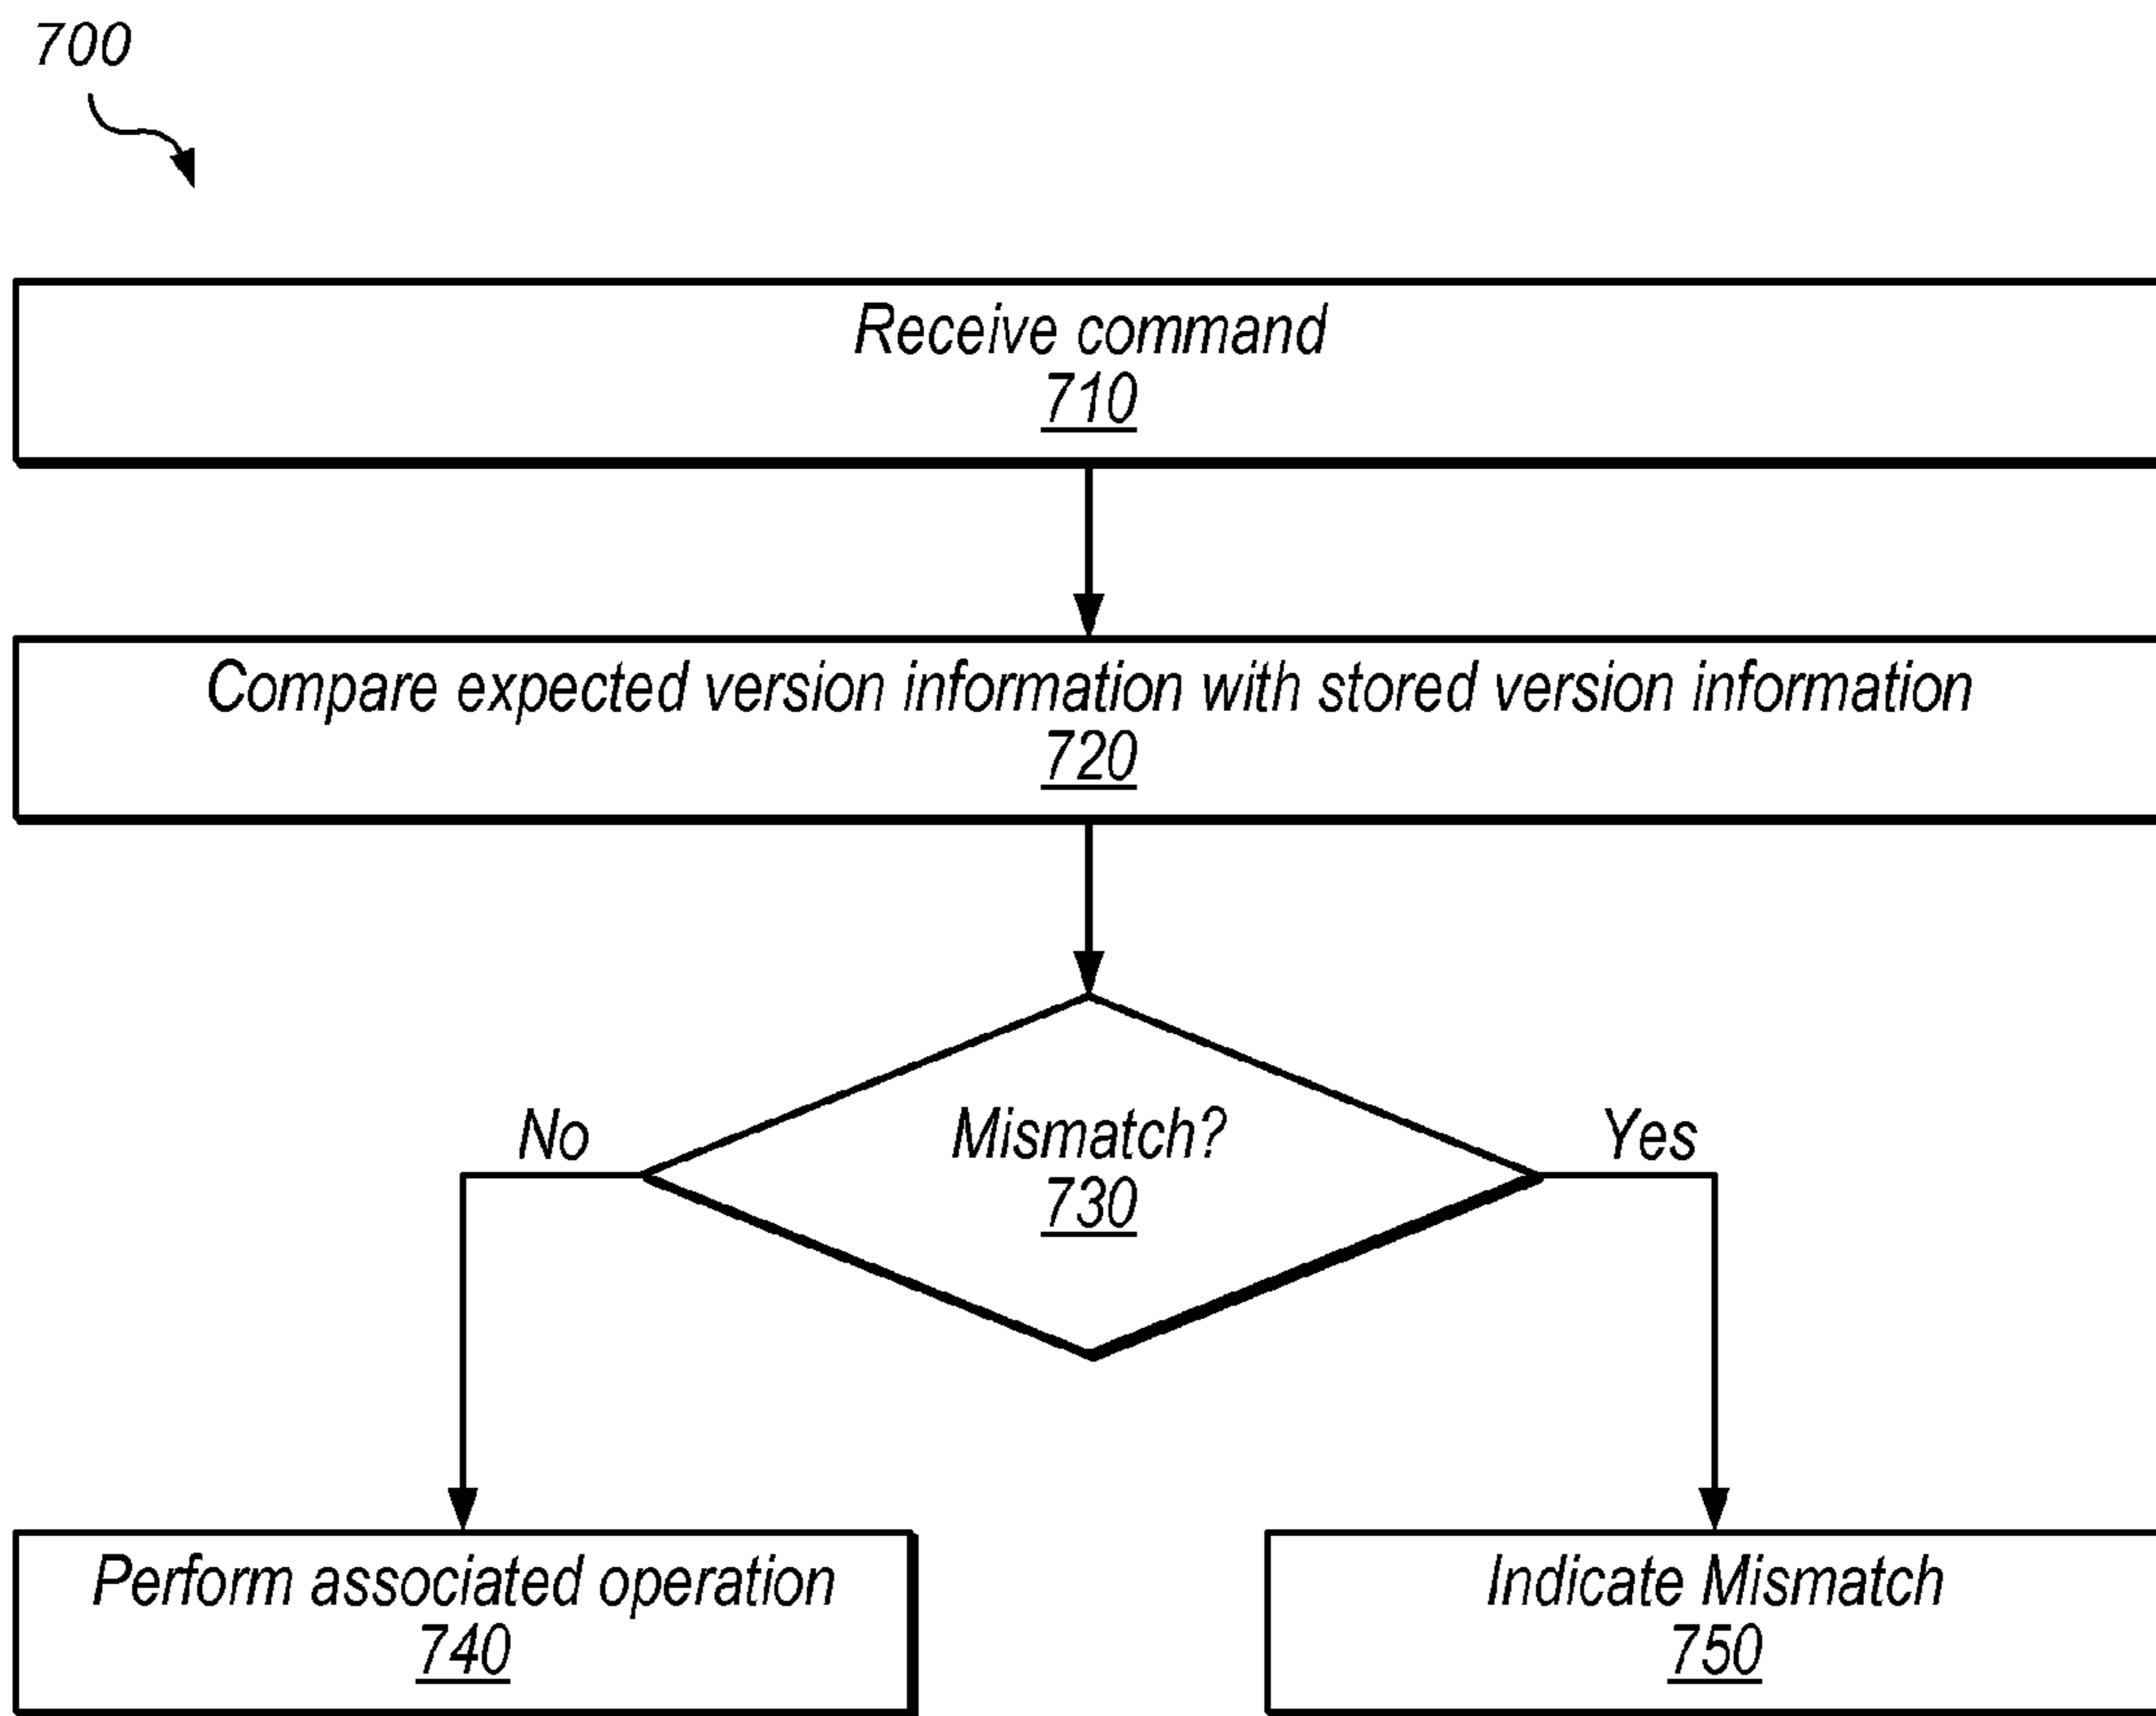 700
Receive command
710
Compare expected version information with stored version information
720
Mismatch?
730
No
Yes
Perform associated operation
740
Indicate Mismatch
750